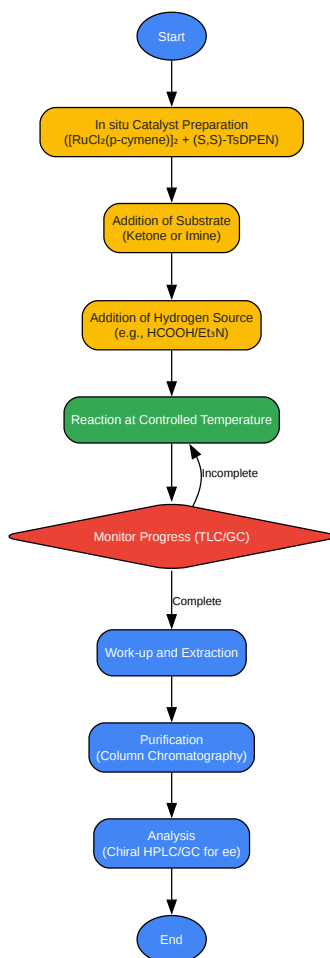 Start
In situ Catalyst Preparation
([RuCl₂(p-cymene)]₂ + (S,S)-TsDPEN)
Addition of Substrate
(Ketone or Imine)
Addition of Hydrogen Source
(e.g., HCOOH/Et₃N)
Reaction at Controlled Temperature
Incomplete
Monitor Progress (TLC/GC)
Complete
Work-up and Extraction
Purification
(Column Chromatography)
Analysis
(Chiral HPLC/GC for ee)
End